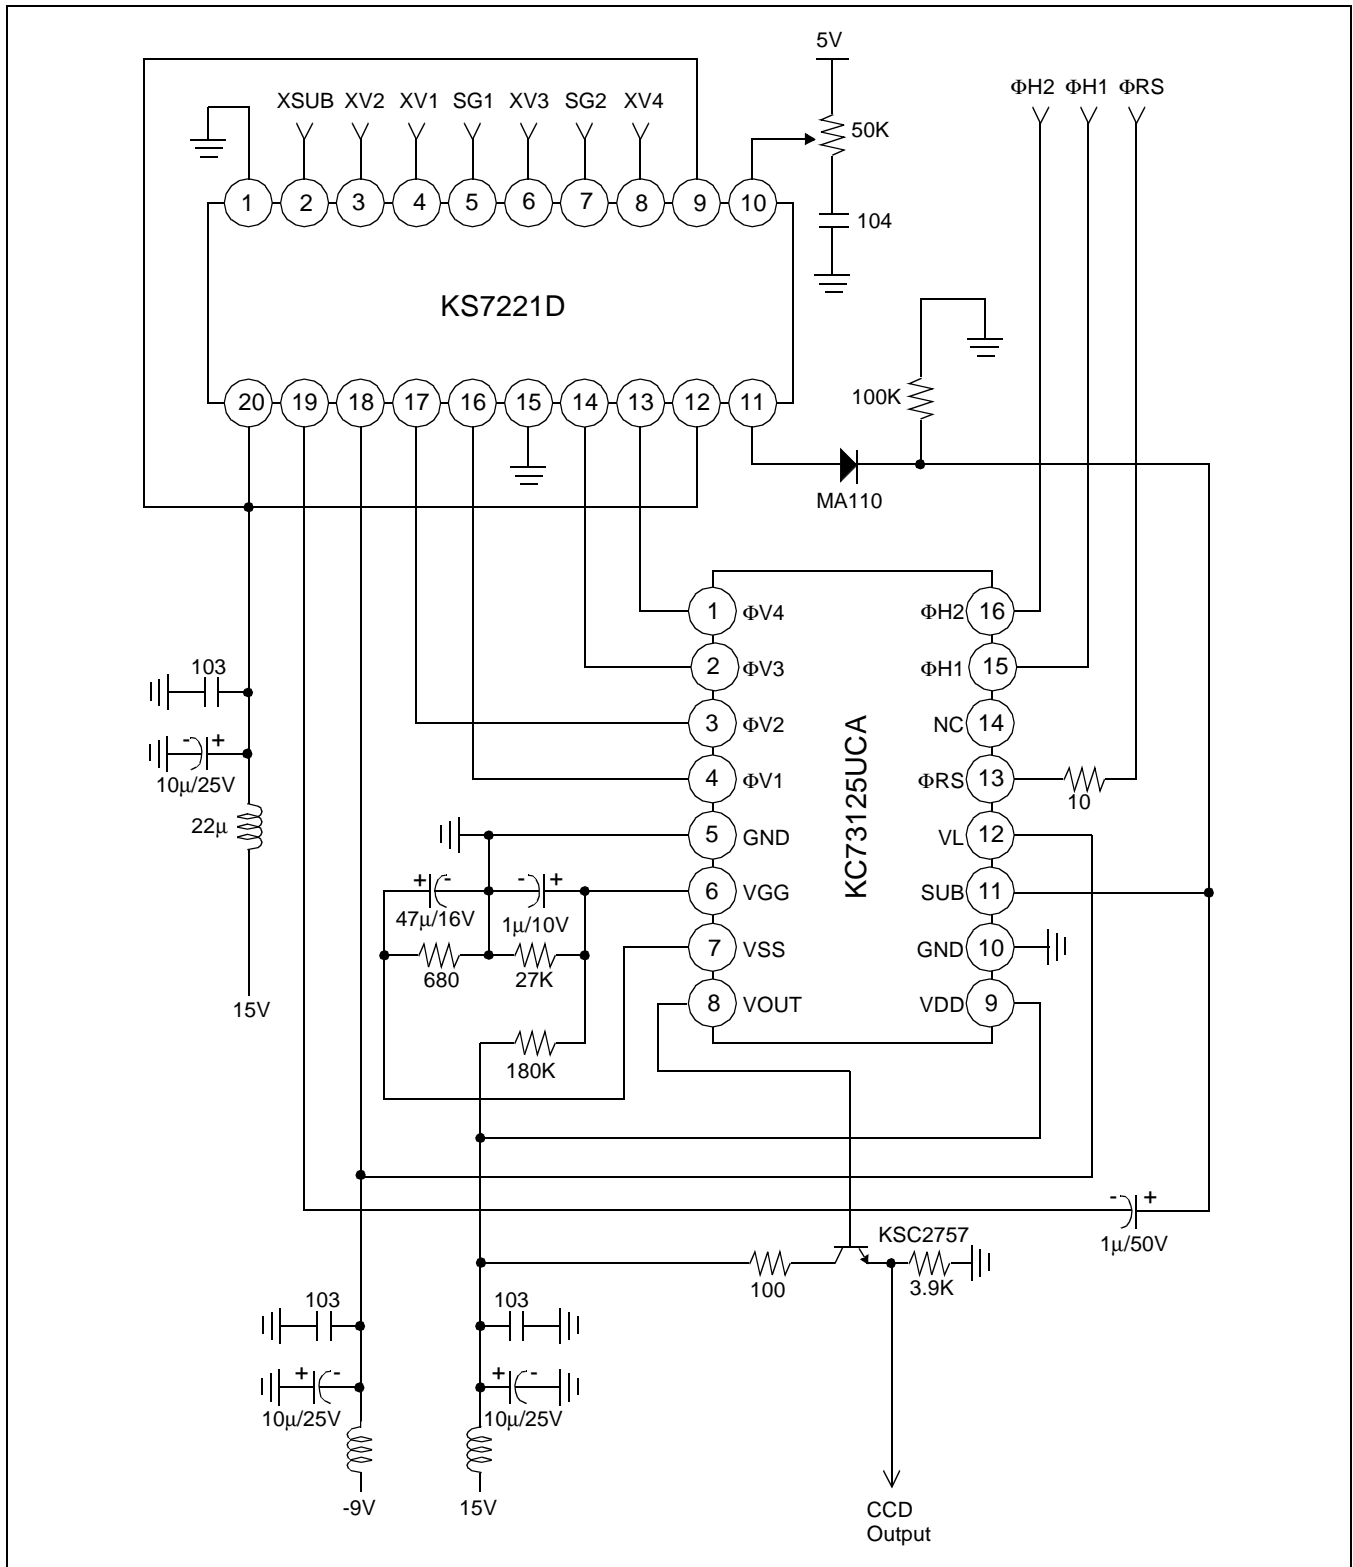 5V
ΦH2 ΦH1 ΦRS
XSUB XV2 XV1 SG1 XV3 SG2 XV4
50K
1 2 3 4 5 6 7 8 9 10
104
KS7221D
100K
20 19 18 17 16 15 14 13 12 11
MA110
1 ΦV4 ΦH2 16
103
2 ΦV3 ΦH1 15
3 ΦV2 NC 14
- +
10µ/25V
KC73125UCA
4 ΦV1 ΦRS 13
10
22µ
5 GND VL 12
+ - - +
6 VGG SUB 11
47µ/16V 1µ/10V
7 VSS GND 10
680 27K
15V
8 VOUT VDD 9
180K
- +
KSC2757
1µ/50V
100
3.9K
103 103
+ - + -
10µ/25V 10µ/25V
-9V 15V
CCD
Output